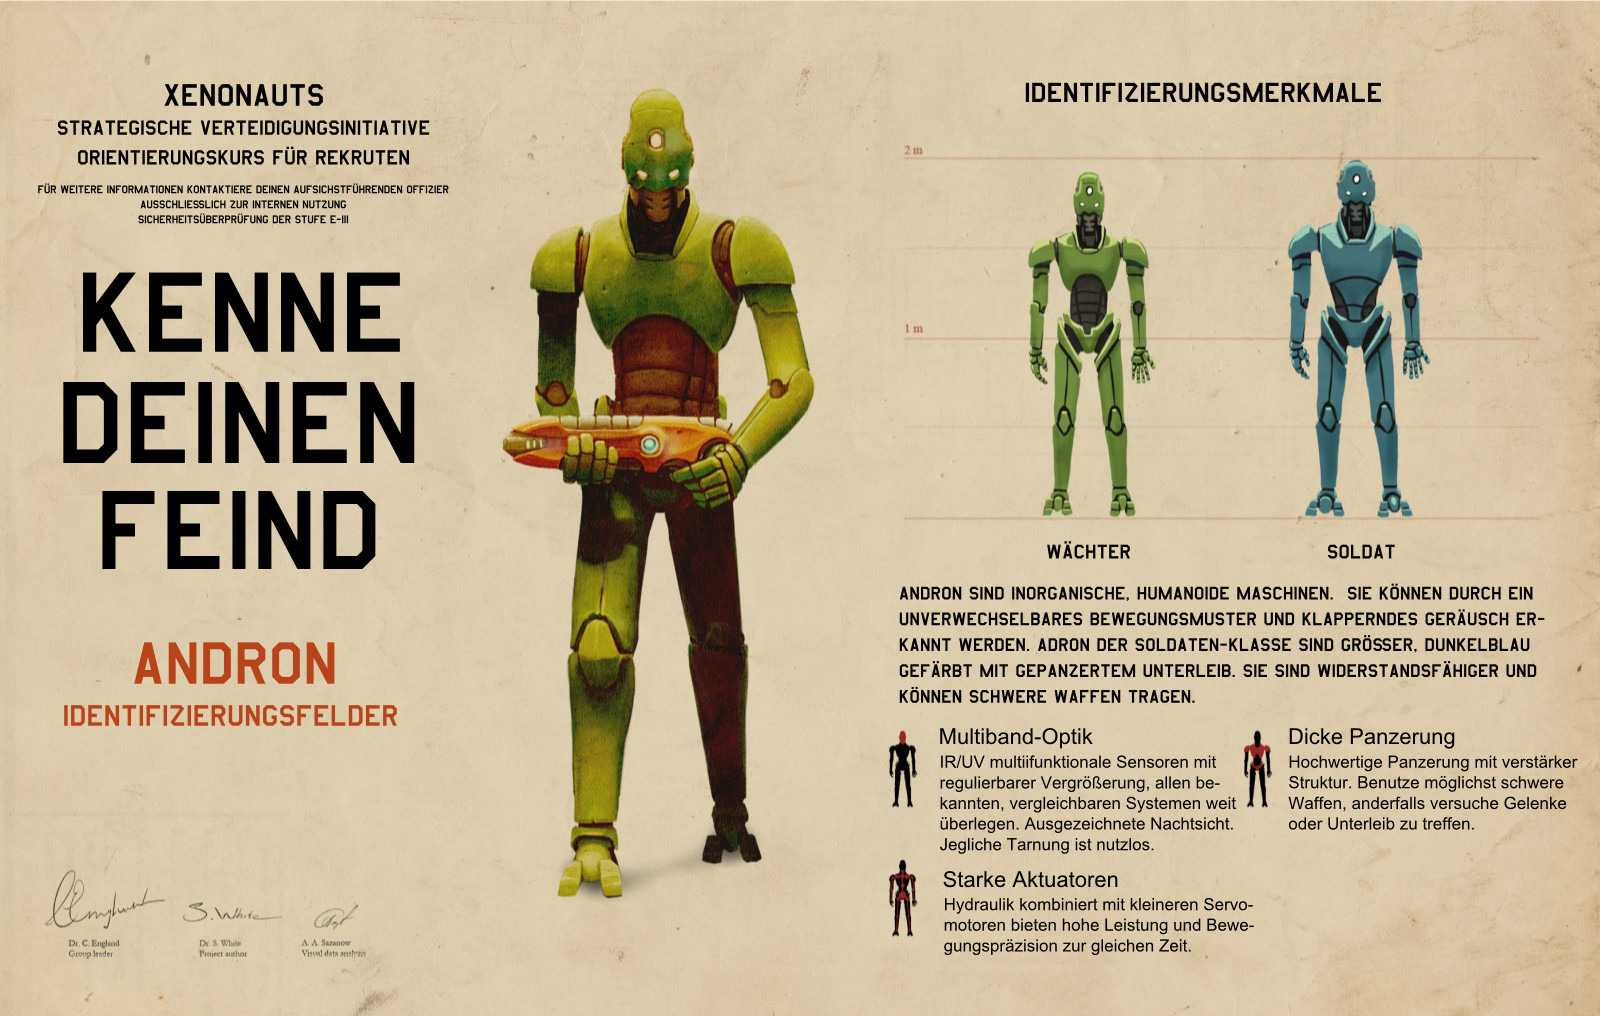 XENONAUTS
STRATEGISCHE VERTEIDIGUNGSINITIATIVE
ORIENTIERUNGSKURS FÜR REKRUTEN
FÜR WEITERE INFORMATIONEN KONTAKTIERE DEINEN AUFSICHSTFÜHRENDEN OFFIZIER
AUSSCHLIESSLICH ZUR INTERNEN NUTZUNG
SICHERHEITSÜBERPRÜFUNG DER STUFE E-III
KENNE
DEINEN
FEIND
ANDRON
IDENTIFIZIERUNGSFELDER
S. White
Dr. C. England
Group leader
Dr. S. White
Project author
A. A. Sazanow
Visual data analyzis
IDENTIFIZIERUNGSMERKMALE
2 m
1 m
WÄCHTER
SOLDAT
ANDRON SIND INORGANISCHE, HUMANOIDE MASCHINEN. SIE KÖNNEN DURCH EIN
UNVERWECHSELBARES BEWEGUNGSMUSTER UND KLAPPERNDES GERÄUSCH ER-
KANNT WERDEN. ADRON DER SOLDATEN-KLASSE SIND GRÖSSER, DUNKELBLAU
GEFÄRBT MIT GEPANZERTEM UNTERLEIB. SIE SIND WIDERSTANDSFÄHIGER UND
KÖNNEN SCHWERE WAFFEN TRAGEN.
Multiband-Optik
IR/UV multiifunktionale Sensoren mit
regulierbarer Vergrößerung, allen be-
kannten, vergleichbaren Systemen weit
überlegen. Ausgezeichnete Nachtsicht.
Jegliche Tarnung ist nutzlos.
Dicke Panzerung
Hochwertige Panzerung mit verstärker
Struktur. Benutze möglichst schwere
Waffen, anderfalls versuche Gelenke
oder Unterleib zu treffen.
Starke Aktuatoren
Hydraulik kombiniert mit kleineren Servo-
motoren bieten hohe Leistung und Bewe-
gungspräzision zur gleichen Zeit.